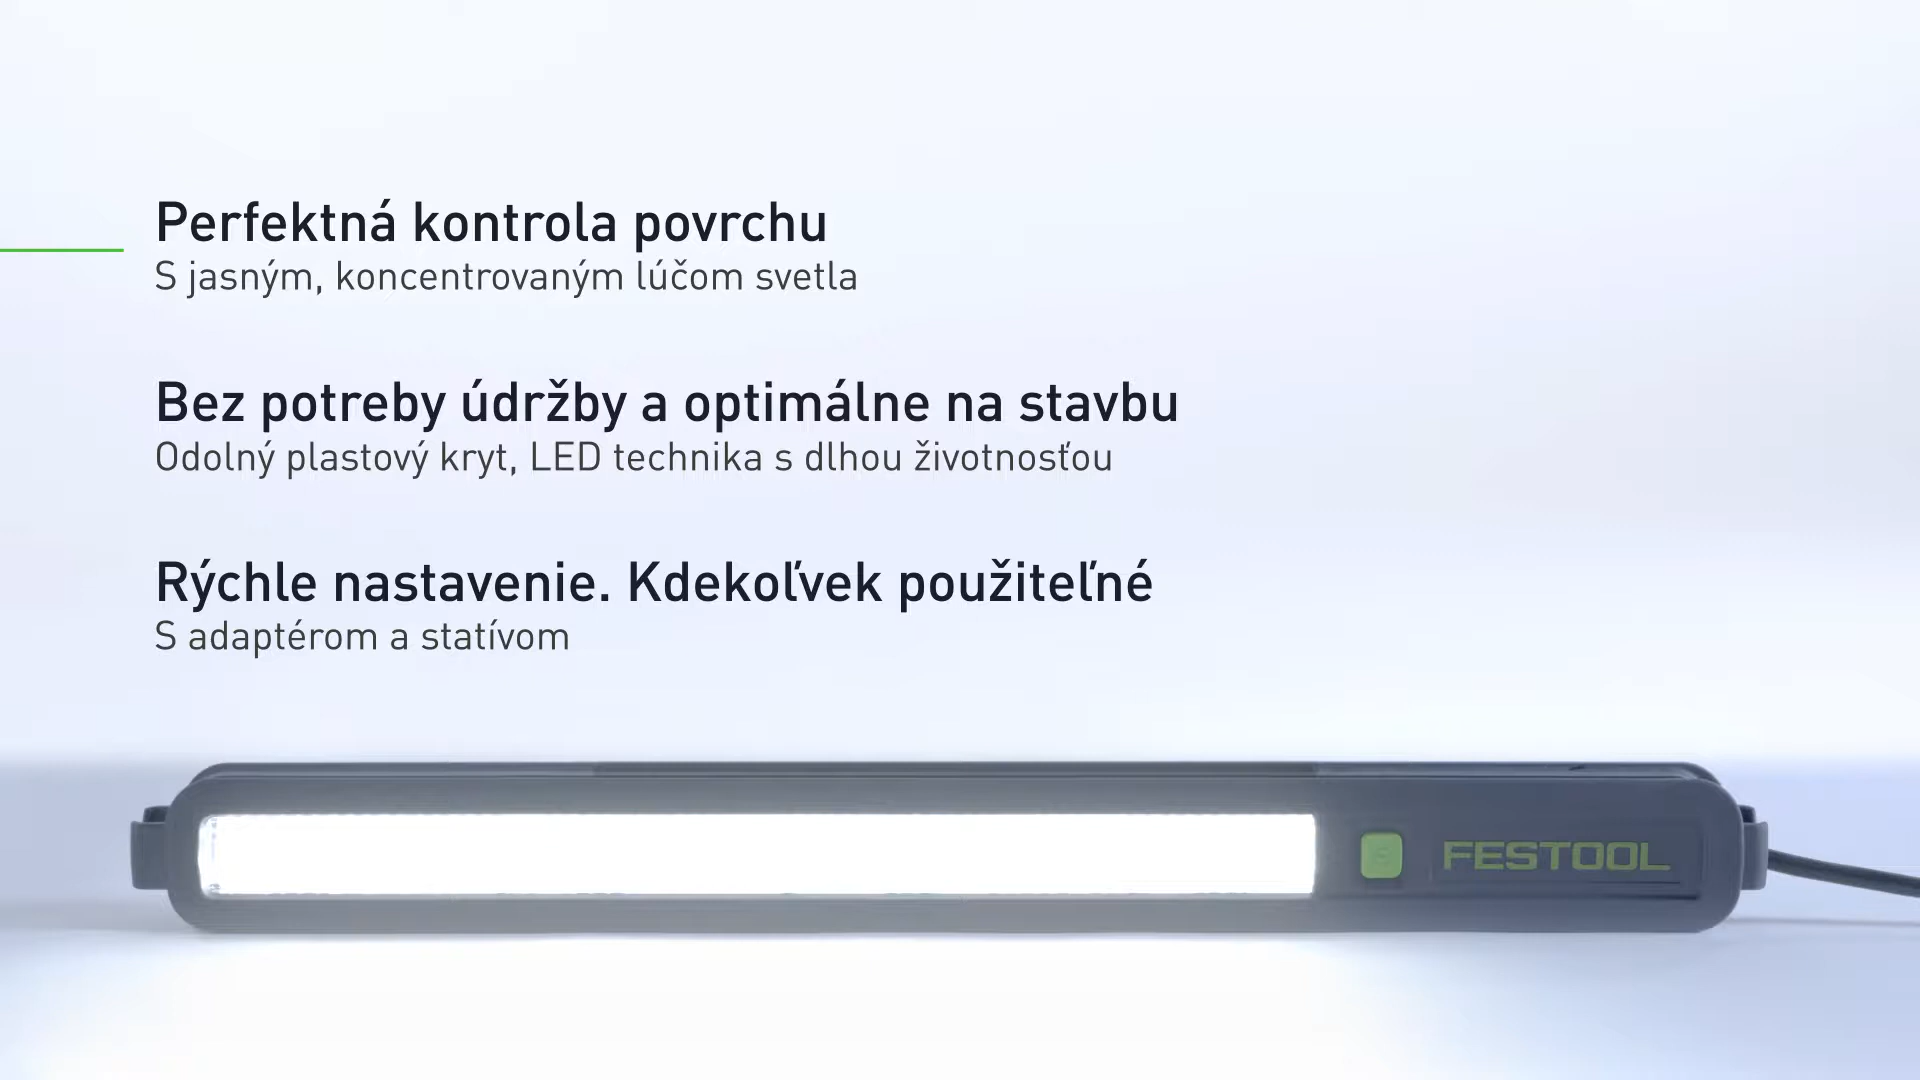 Perfektná kontrola povrchu
S jasným, koncentrovaným lúčom svetla
Bez potreby údržby a optimálne na stavbu
Odolný plastový kryt, LED technika s dlhou životnosťou
Rýchle nastavenie. Kdekoľvek použiteľné
S adaptérom a statívom
FESTOOL